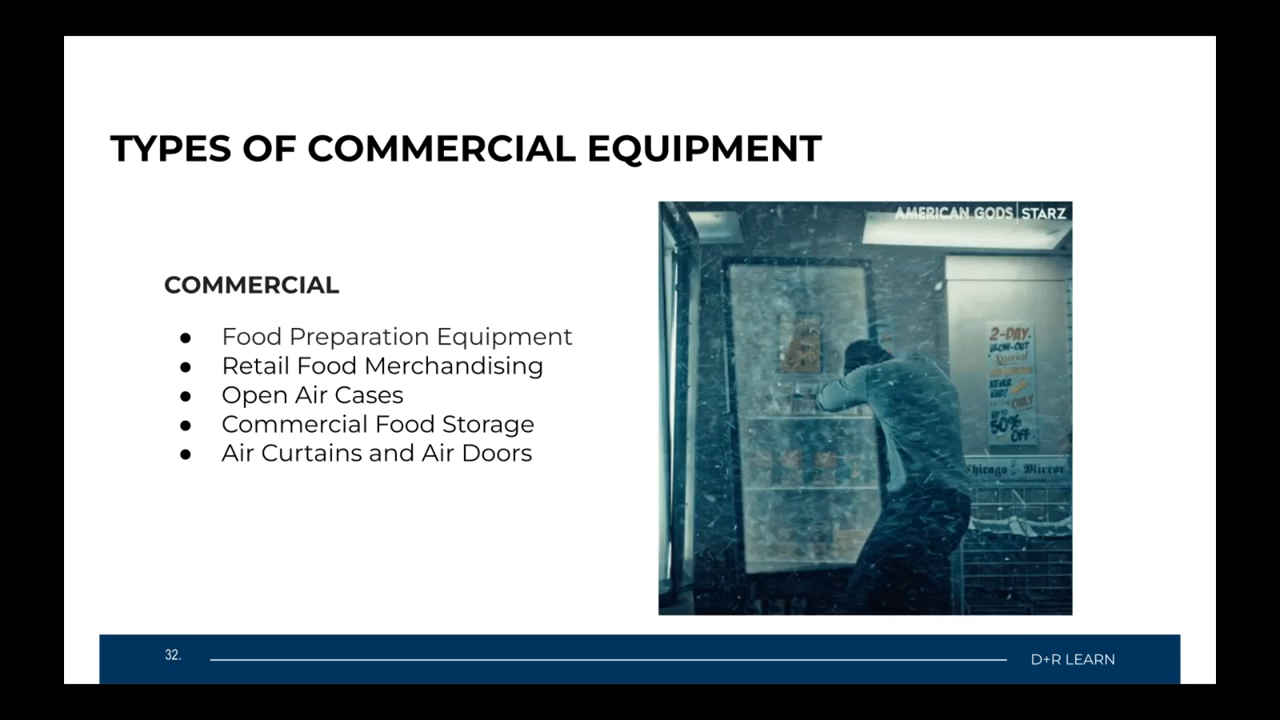 TYPES OF COMMERCIAL EQUIPMENT
AMERICAN GODS | STARZ
COMMERCIAL
● Food Preparation Equipment
● Retail Food Merchandising
● Open Air Cases
● Commercial Food Storage
● Air Curtains and Air Doors
2-DAY
BLOW-OUT
Special
ONLY
50%
OFF
Chicago Mirror
32.
D+R LEARN